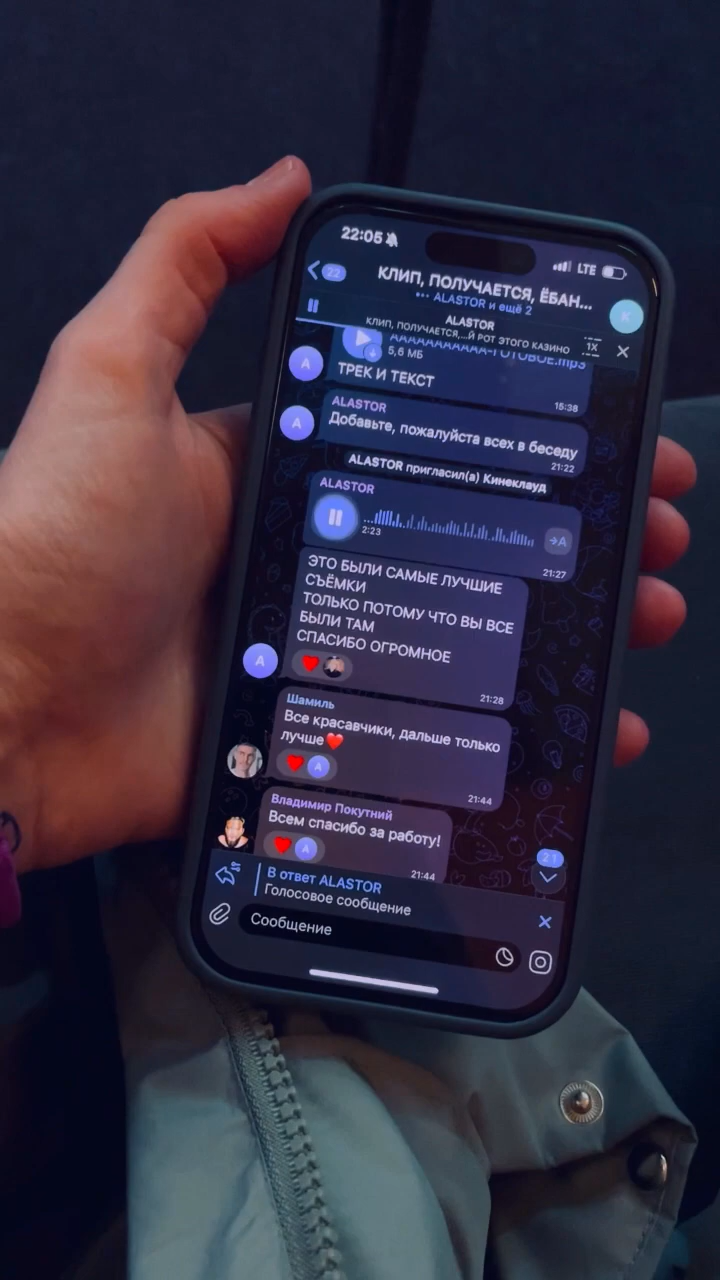 22:05
LTE
22
КЛИП, ПОЛУЧАЕТСЯ, ЁБАН...
ALASTOR и ещё 2
К
ALASTOR
КЛИП, ПОЛУЧАЕТСЯ,...Й РОТ ЭТОГО КАЗИНО
1X
ААААААААААА-ГОТОВОЕ.mp3
5,6 МБ
ТРЕК И ТЕКСТ
15:38
A
ALASTOR
Добавьте, пожалуйста всех в беседу
21:22
A
ALASTOR пригласил(а) Кинеклауд
ALASTOR
2:23
→A
21:27
ЭТО БЫЛИ САМЫЕ ЛУЧШИЕ
СЪЁМКИ
ТОЛЬКО ПОТОМУ ЧТО ВЫ ВСЕ
БЫЛИ ТАМ
СПАСИБО ОГРОМНОЕ
❤️
21:28
A
Шамиль
Все красавчики, дальше только
лучше❤️
❤️ A
21:44
Владимир Покутний
Всем спасибо за работу!
❤️ A
21:44
21
В ответ ALASTOR
Голосовое сообщение
Сообщение